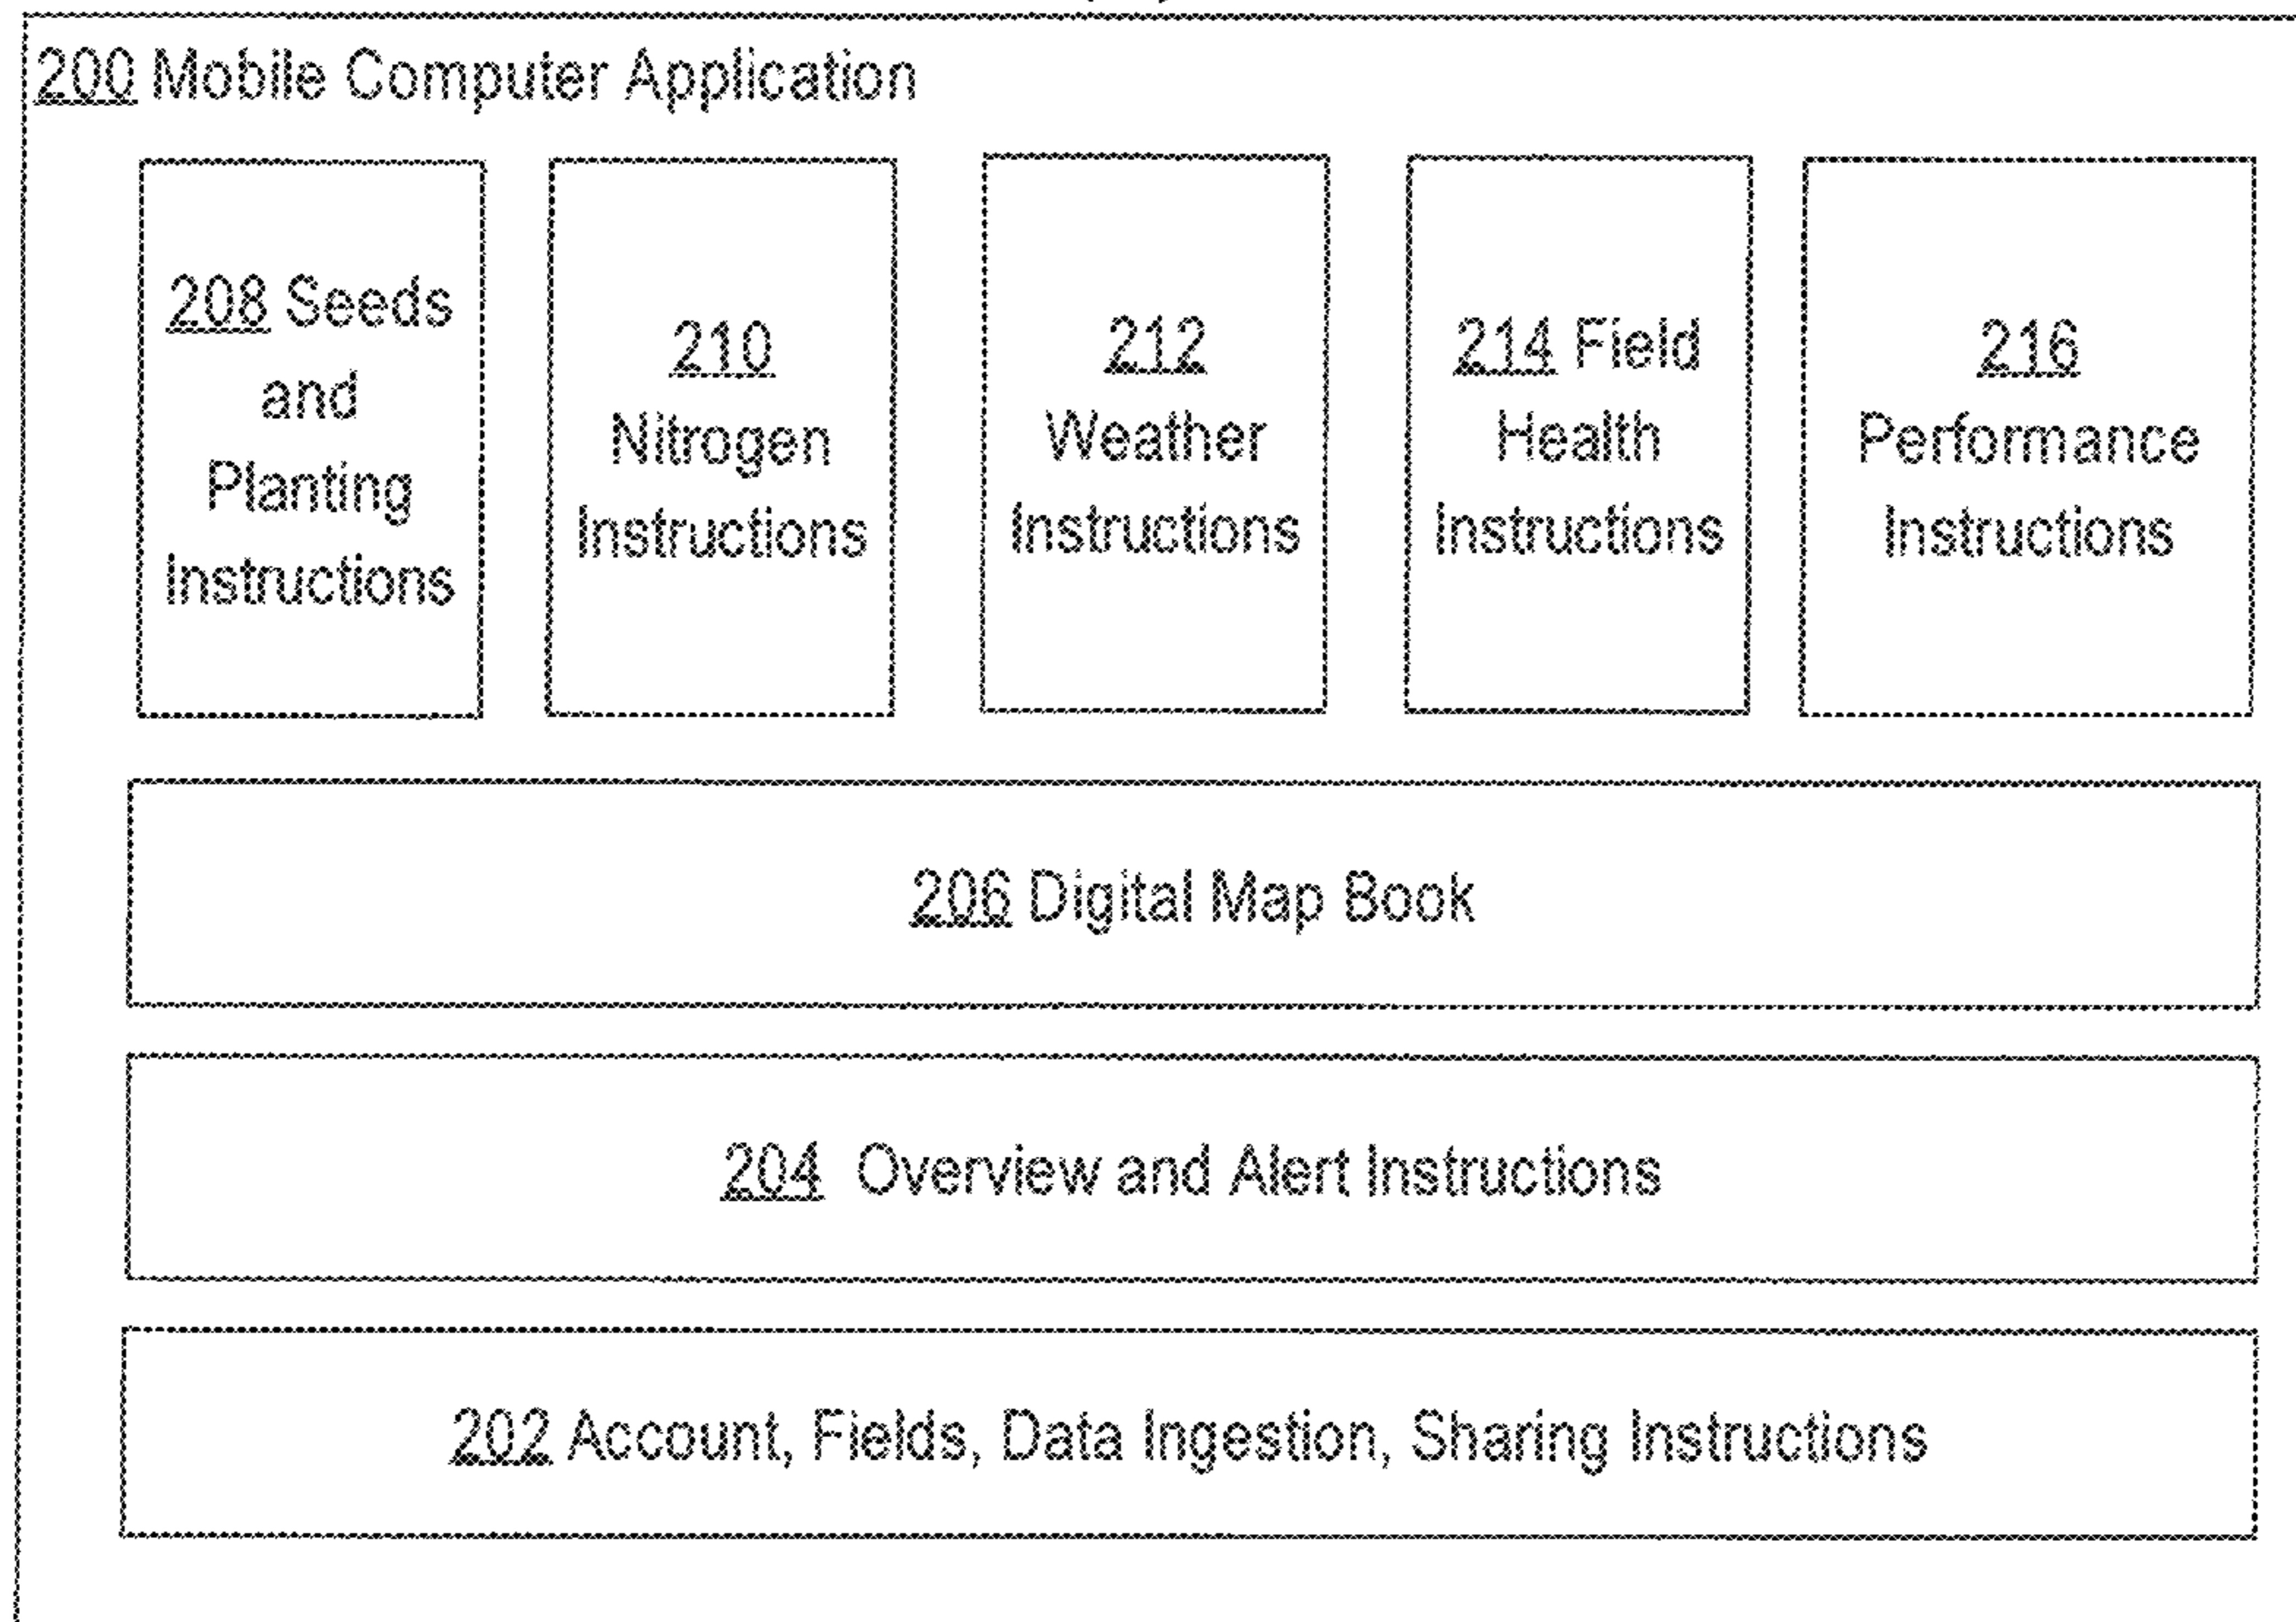 200 Mobile Computer Application
208 Seeds
and
Planting
Instructions
210
Nitrogen
Instructions
212
Weather
Instructions
214 Field
Health
Instructions
216
Performance
Instructions
206 Digital Map Book
204 Overview and Alert Instructions
202 Account, Fields, Data Ingestion, Sharing Instructions